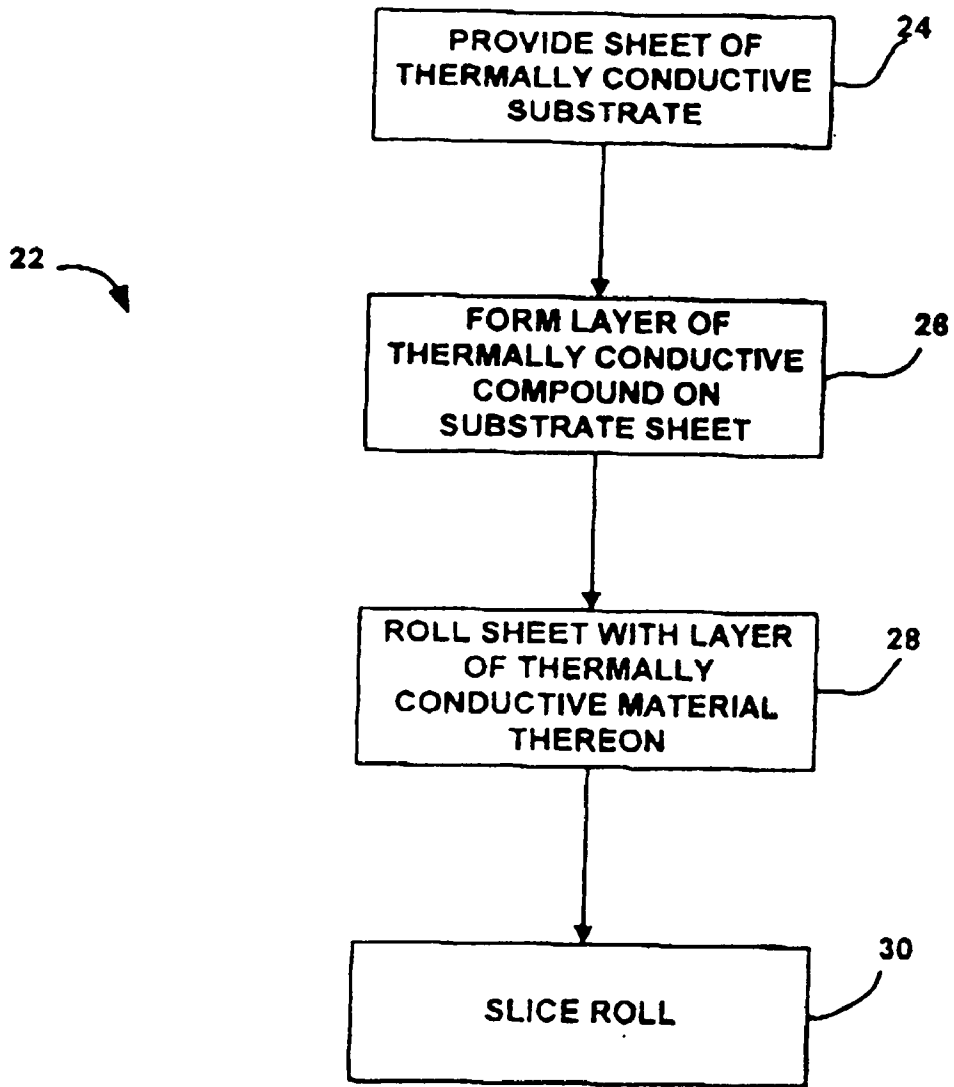 PROVIDE SHEET OF
THERMALLY CONDUCTIVE
SUBSTRATE
24
22
FORM LAYER OF
THERMALLY CONDUCTIVE
COMPOUND ON
SUBSTRATE SHEET
26
ROLL SHEET WITH LAYER
OF THERMALLY
CONDUCTIVE MATERIAL
THEREON
28
SLICE ROLL
30